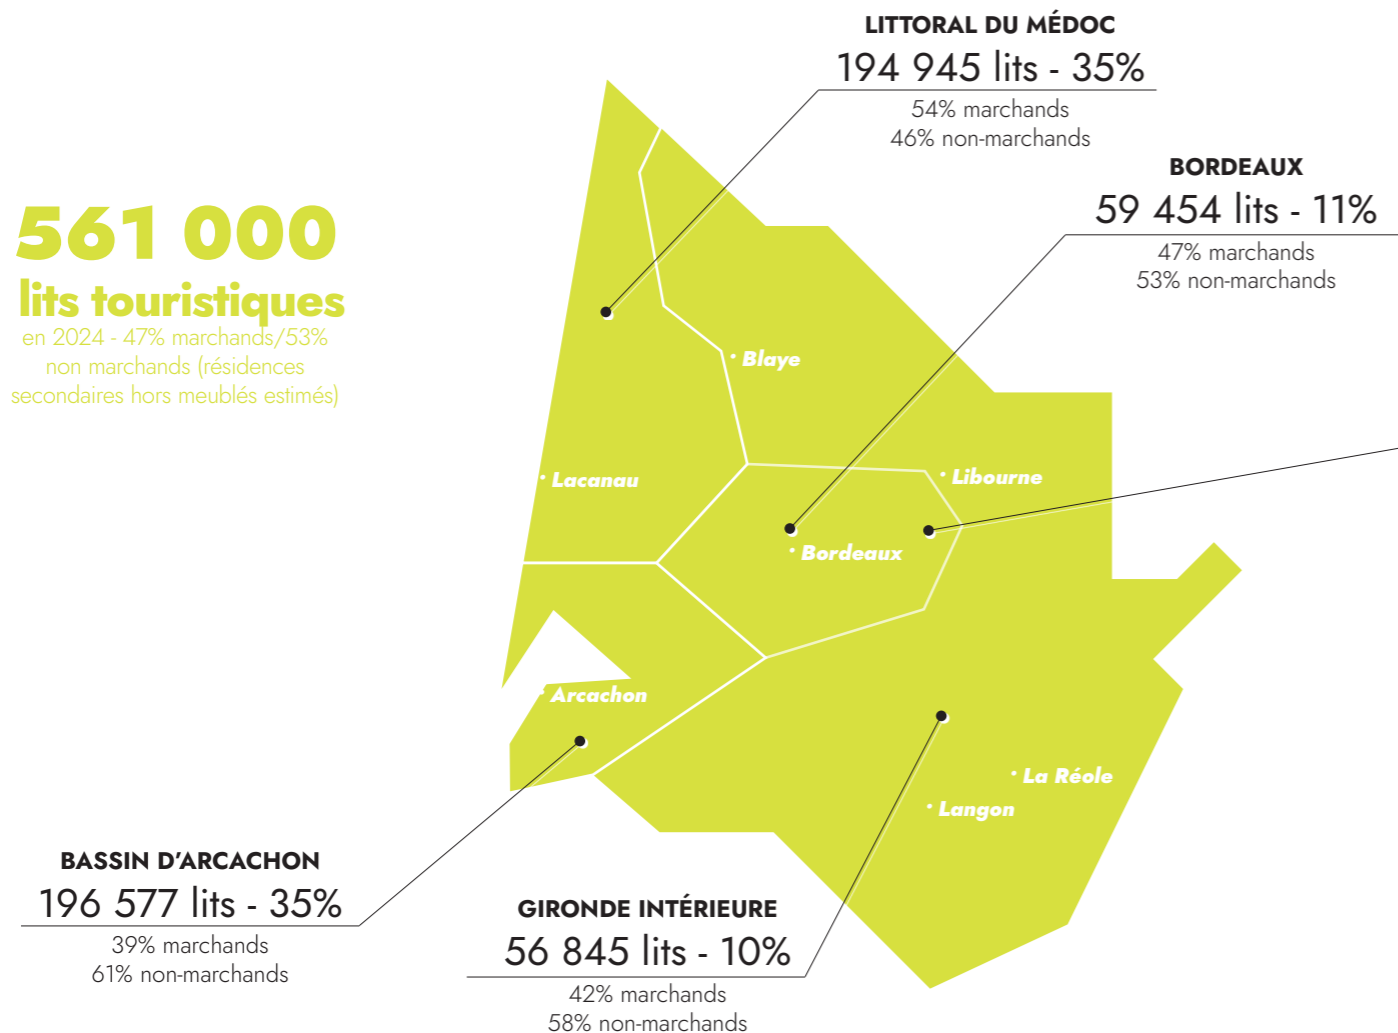 LITTORAL DU MÉDOC
194 945 lits - 35%
54% marchands
46% non-marchands
BORDEAUX
59 454 lits - 11%
47% marchands
53% non-marchands
561 000
lits touristiques
en 2024 - 47% marchands/53%
non marchands (résidences
secondaires hors meublés estimés)
• Blaye
• Lacanau
• Libourne
• Bordeaux
• Arcachon
• La Réole
• Langon
BASSIN D'ARCACHON
196 577 lits - 35%
39% marchands
61% non-marchands
GIRONDE INTÉRIEURE
56 845 lits - 10%
42% marchands
58% non-marchands